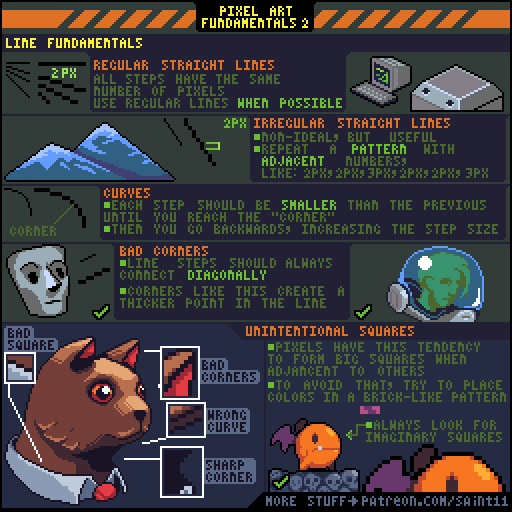 PIXEL ART
FUNDAMENTALS 2
LINE FUNDAMENTALS
2 PX
REGULAR STRAIGHT LINES
ALL STEPS HAVE THE SAME
NUMBER OF PIXELS
USE REGULAR LINES WHEN POSSIBLE
2PX
IRREGULAR STRAIGHT LINES
NON-IDEAL, BUT USEFUL
REPEAT A PATTERN WITH
ADJACENT NUMBERS,
LIKE: 2PX, 2PX, 3PX, 2PX, 2PX, 3PX
CORNER
CURVES
EACH STEP SHOULD BE SMALLER THAN THE PREVIOUS
UNTIL YOU REACH THE "CORNER"
THEN YOU GO BACKWARDS, INCREASING THE STEP SIZE
BAD CORNERS
LINE STEPS SHOULD ALWAYS
CONNECT DIAGONALLY
CORNERS LIKE THIS CREATE A
THICKER POINT IN THE LINE
BAD
SQUARE
BAD
CORNERS
WRONG
CURVE
SHARP
CORNER
UNINTENTIONAL SQUARES
PIXELS HAVE THIS TENDENCY
TO FORM BIG SQUARES WHEN
ADJANCENT TO OTHERS
TO AVOID THAT, TRY TO PLACE
COLORS IN A BRICK-LIKE PATTERN
ALWAYS LOOK FOR
IMAGINARY SQUARES
MORE STUFF→ PATREON.COM/SAINT11